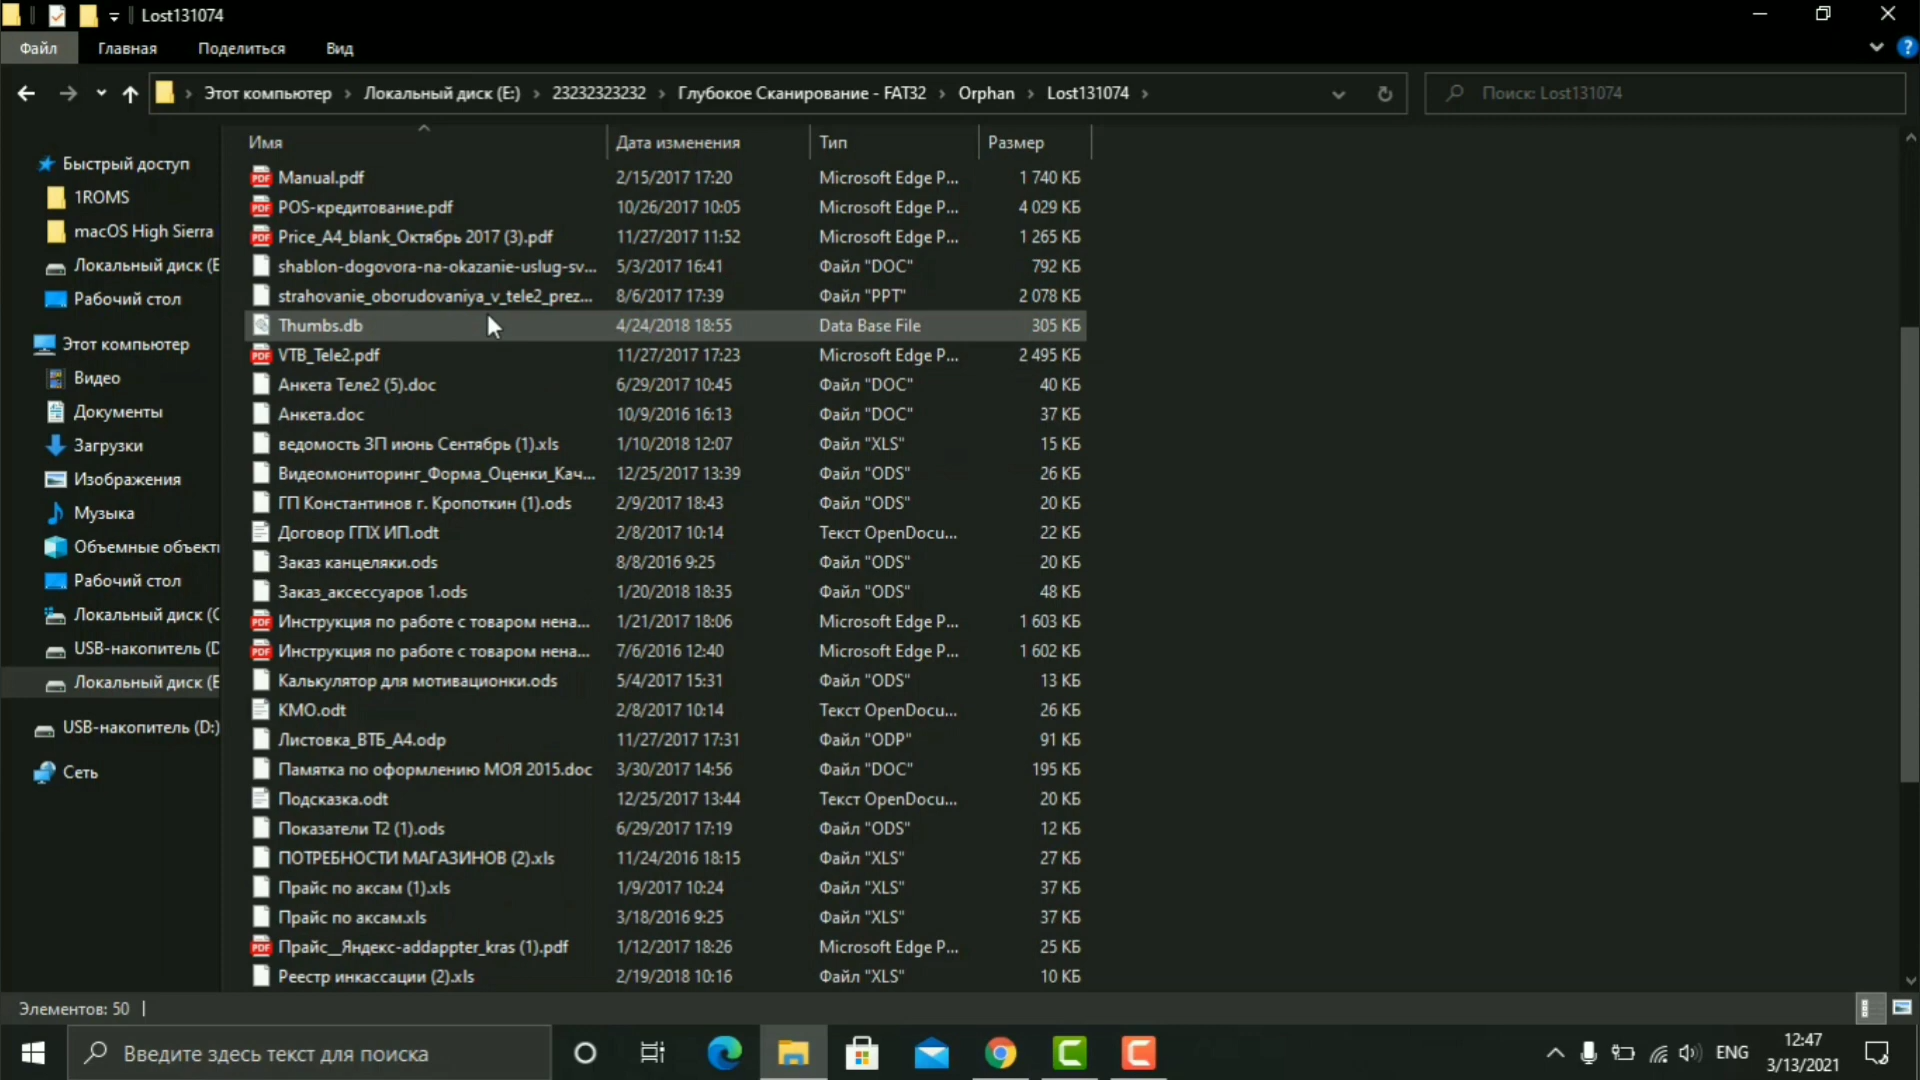 Lost131074
Файл Главная Поделиться Вид
Этот компьютер › Локальный диск (E:) › 23232323232 › Глубокое Сканирование - FAT32 › Orphan › Lost131074 ›
Поиск: Lost131074
Быстрый доступ
1ROMS
macOS High Sierra
Локальный диск (E
Рабочий стол
Этот компьютер
Видео
Документы
Загрузки
Изображения
Музыка
Объемные объект
Рабочий стол
Локальный диск (C
USB-накопитель (D
Локальный диск (E
USB-накопитель (D:)
Сеть
Имя Дата изменения Тип Размер
Manual.pdf 2/15/2017 17:20 Microsoft Edge P... 1 740 КБ
POS-кредитование.pdf 10/26/2017 10:05 Microsoft Edge P... 4 029 КБ
Price_A4_blank_Октябрь 2017 (3).pdf 11/27/2017 11:52 Microsoft Edge P... 1 265 КБ
shablon-dogovora-na-okazanie-uslug-sv... 5/3/2017 16:41 Файл "DOC" 792 КБ
strahovanie_oborudovaniya_v_tele2_prez... 8/6/2017 17:39 Файл "PPT" 2 078 КБ
Thumbs.db 4/24/2018 18:55 Data Base File 305 КБ
VTB_Tele2.pdf 11/27/2017 17:23 Microsoft Edge P... 2 495 КБ
Анкета Теле2 (5).doc 6/29/2017 10:45 Файл "DOC" 40 КБ
Анкета.doc 10/9/2016 16:13 Файл "DOC" 37 КБ
ведомость ЗП июнь Сентябрь (1).xls 1/10/2018 12:07 Файл "XLS" 15 КБ
Видеомониторинг_Форма_Оценки_Кач... 12/25/2017 13:39 Файл "ODS" 26 КБ
ГП Константинов г. Кропоткин (1).ods 2/9/2017 18:43 Файл "ODS" 20 КБ
Договор ГПХ ИП.odt 2/8/2017 10:14 Текст OpenDocu... 22 КБ
Заказ канцеляки.ods 8/8/2016 9:25 Файл "ODS" 20 КБ
Заказ_аксессуаров 1.ods 1/20/2018 18:35 Файл "ODS" 48 КБ
Инструкция по работе с товаром нена... 1/21/2017 18:06 Microsoft Edge P... 1 603 КБ
Инструкция по работе с товаром нена... 7/6/2016 12:40 Microsoft Edge P... 1 602 КБ
Калькулятор для мотивационки.ods 5/4/2017 15:31 Файл "ODS" 13 КБ
КМО.odt 2/8/2017 10:14 Текст OpenDocu... 26 КБ
Листовка_ВТБ_А4.odp 11/27/2017 17:31 Файл "ODP" 91 КБ
Памятка по оформлению МОЯ 2015.doc 3/30/2017 14:56 Файл "DOC" 195 КБ
Подсказка.odt 12/25/2017 13:44 Текст OpenDocu... 20 КБ
Показатели Т2 (1).ods 6/29/2017 17:19 Файл "ODS" 12 КБ
ПОТРЕБНОСТИ МАГАЗИНОВ (2).xls 11/24/2016 18:15 Файл "XLS" 27 КБ
Прайс по аксам (1).xls 1/9/2017 10:24 Файл "XLS" 37 КБ
Прайс по аксам.xls 3/18/2016 9:25 Файл "XLS" 37 КБ
Прайс__Яндекс-addappter_kras (1).pdf 1/12/2017 18:26 Microsoft Edge P... 25 КБ
Реестр инкассации (2).xls 2/19/2018 10:16 Файл "XLS" 10 КБ
Элементов: 50
Введите здесь текст для поиска
ENG
12:47
3/13/2021